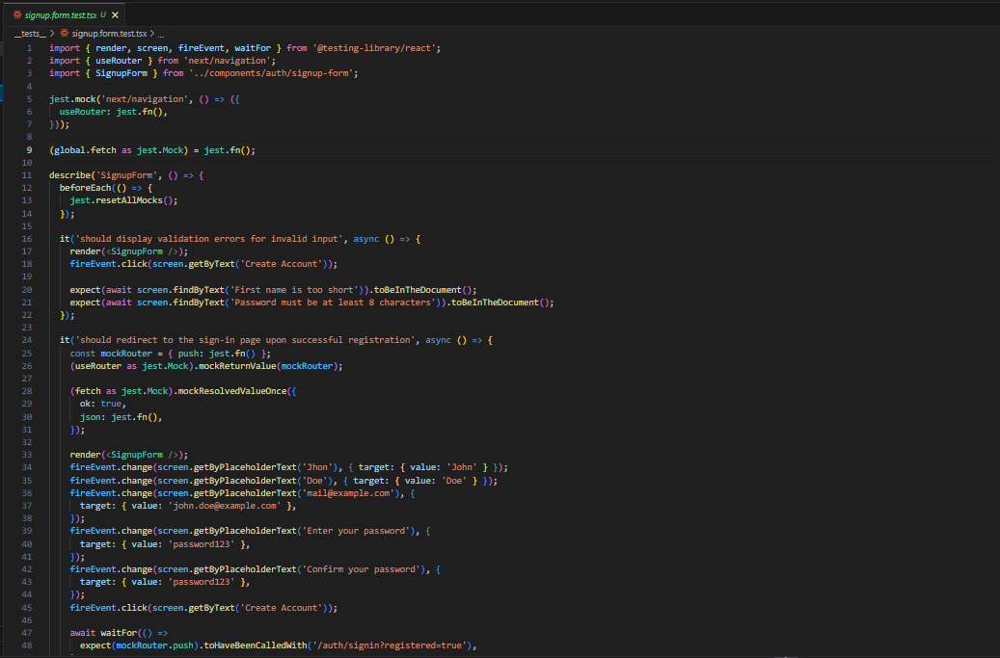 signup.form.test.tsx U ×
__tests__ > signup.form.test.tsx > ...
1 import { render, screen, fireEvent, waitFor } from '@testing-library/react';
2 import { useRouter } from 'next/navigation';
3 import { SignupForm } from '../components/auth/signup-form';
4
5 jest.mock('next/navigation', () => ({
6   useRouter: jest.fn(),
7 }));
8
9 (global.fetch as jest.Mock) = jest.fn();
10
11 describe('SignupForm', () => {
12   beforeEach(() => {
13     jest.resetAllMocks();
14   });
15
16   it('should display validation errors for invalid input', async () => {
17     render(<SignupForm />);
18     fireEvent.click(screen.getByText('Create Account'));
19
20     expect(await screen.findByText('First name is too short')).toBeInTheDocument();
21     expect(await screen.findByText('Password must be at least 8 characters')).toBeInTheDocument();
22   });
23
24   it('should redirect to the sign-in page upon successful registration', async () => {
25     const mockRouter = { push: jest.fn() };
26     (useRouter as jest.Mock).mockReturnValue(mockRouter);
27
28     (fetch as jest.Mock).mockResolvedValueOnce({
29       ok: true,
30       json: jest.fn(),
31     });
32
33     render(<SignupForm />);
34     fireEvent.change(screen.getByPlaceholderText('Jhon'), { target: { value: 'John' } });
35     fireEvent.change(screen.getByPlaceholderText('Doe'), { target: { value: 'Doe' } });
36     fireEvent.change(screen.getByPlaceholderText('mail@example.com'), {
37       target: { value: 'john.doe@example.com' },
38     });
39     fireEvent.change(screen.getByPlaceholderText('Enter your password'), {
40       target: { value: 'password123' },
41     });
42     fireEvent.change(screen.getByPlaceholderText('Confirm your password'), {
43       target: { value: 'password123' },
44     });
45     fireEvent.click(screen.getByText('Create Account'));
46
47     await waitFor(() =>
48       expect(mockRouter.push).toHaveBeenCalledWith('/auth/signin?registered=true'),